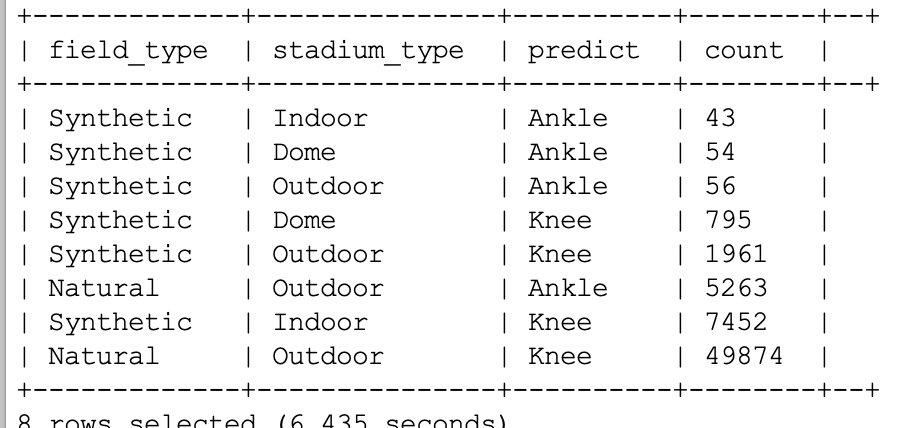 +-------------+---------------+----------+--------+--+
| field_type | stadium_type | predict | count |
+-------------+---------------+----------+--------+--+
| Synthetic | Indoor | Ankle | 43 |
| Synthetic | Dome | Ankle | 54 |
| Synthetic | Outdoor | Ankle | 56 |
| Synthetic | Dome | Knee | 795 |
| Synthetic | Outdoor | Knee | 1961 |
| Natural | Outdoor | Ankle | 5263 |
| Synthetic | Indoor | Knee | 7452 |
| Natural | Outdoor | Knee | 49874 |
+-------------+---------------+----------+--------+--+
8 rows selected (6.435 seconds)